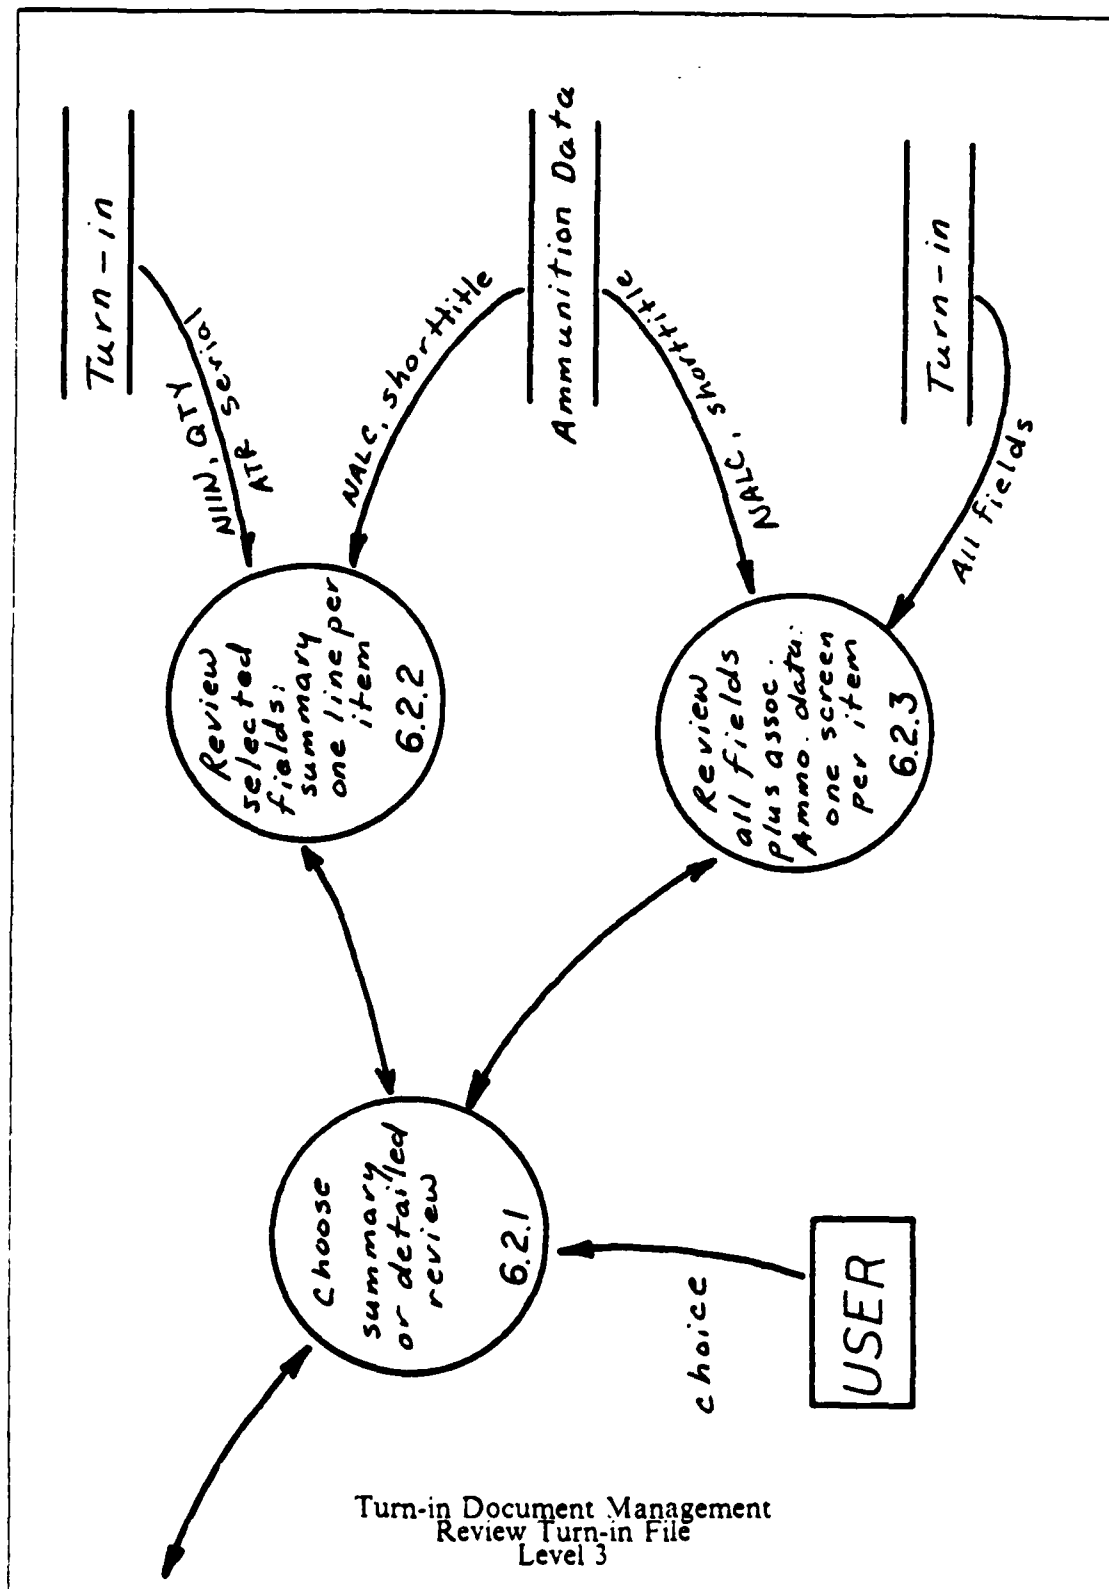 Turn-in
NIIN, QTY
ATR Serial
NALC, shorttitle
Ammunition Data
NALC, shorttitle
Turn-in
All fields
Review
selected
fields:
summary
one line per
item
6.2.2
Review
all fields
plus assoc.
Ammo. data:
one screen
per item
6.2.3
choose
summary
or detailed
review
6.2.1
choice
USER
Turn-in Document Management
Review Turn-in File
Level 3